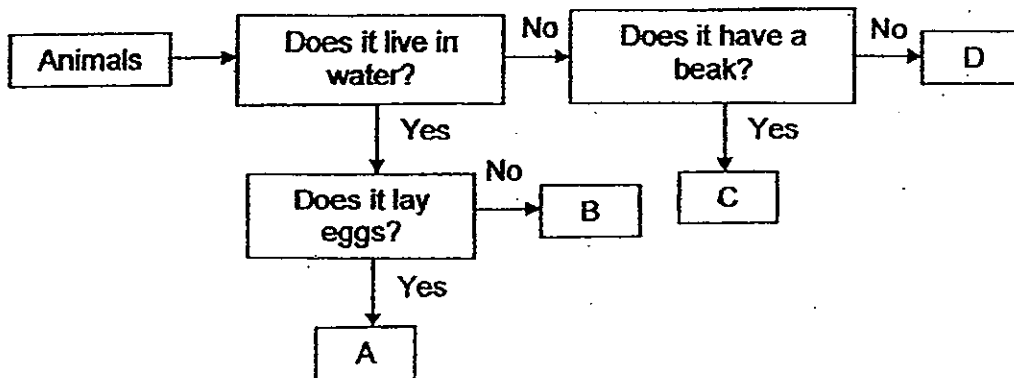 Animals
Does it live in
water?
No
Does it have a
beak?
No
D
Yes
Yes
Does it lay
eggs?
No
B
C
Yes
A